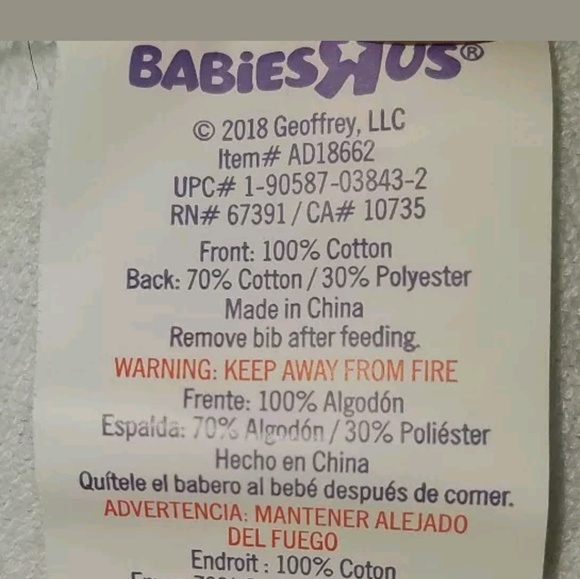 BABiESЯUS®
© 2018 Geoffrey, LLC
Item# AD18662
UPC# 1-90587-03843-2
RN# 67391 / CA# 10735
Front: 100% Cotton
Back: 70% Cotton / 30% Polyester
Made in China
Remove bib after feeding.
WARNING: KEEP AWAY FROM FIRE
Frente: 100% Algodón
Espalda: 70% Algodón / 30% Poliéster
Hecho en China
Quítele el babero al bebé después de comer.
ADVERTENCIA: MANTENER ALEJADO
DEL FUEGO
Endroit : 100% Coton